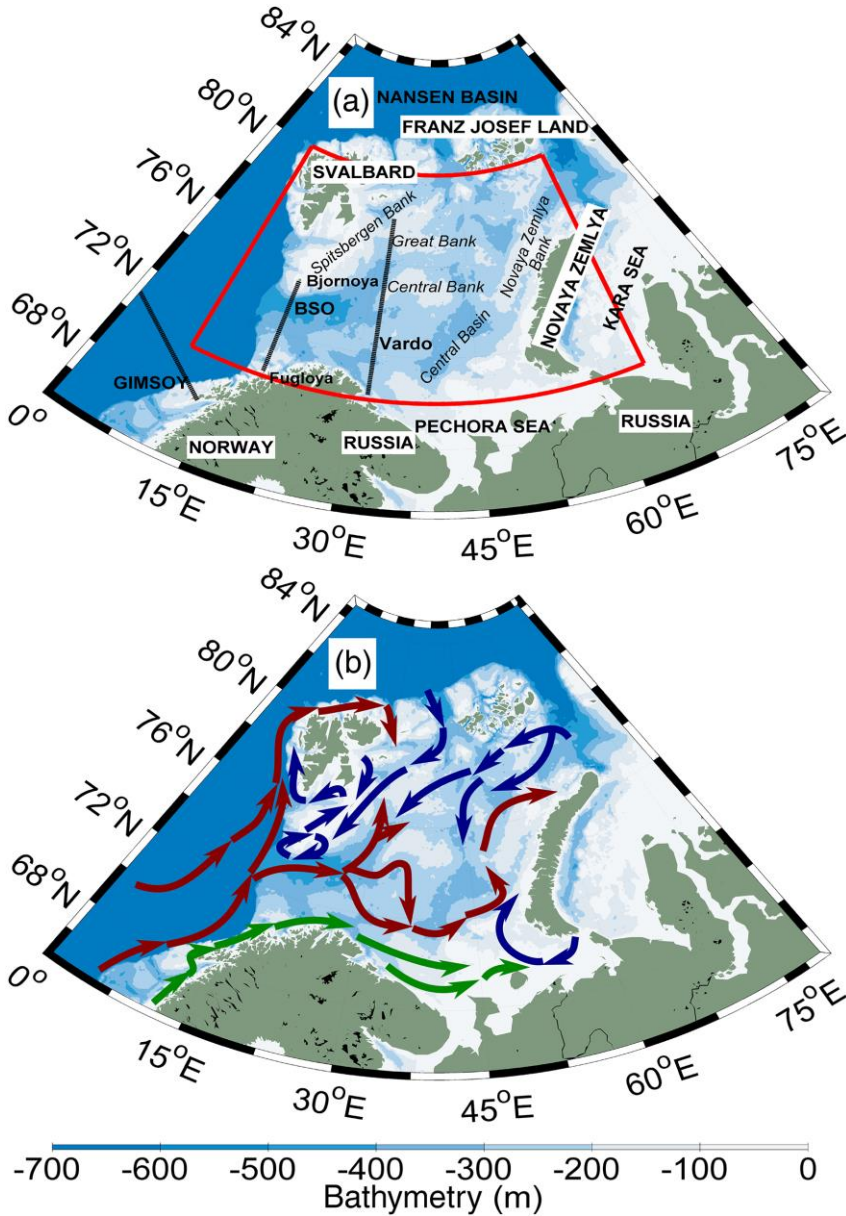 84°N
80°N
76°N
72°N
68°N
0°
15°E
30°E
45°E
60°E
75°E
(a)
NANSEN BASIN
FRANZ JOSEF LAND
SVALBARD
Spitsbergen Bank
Great Bank
Novaya Zemlya
Bank
NOVAYA ZEMLYA
KARA SEA
Bjornoya
Central Bank
BSO
Vardo
Central Basin
GIMSOY
Fugloya
NORWAY
RUSSIA
PECHORA SEA
RUSSIA
84°N
80°N
76°N
72°N
68°N
0°
15°E
30°E
45°E
60°E
75°E
(b)
-700 -600 -500 -400 -300 -200 -100 0
Bathymetry (m)